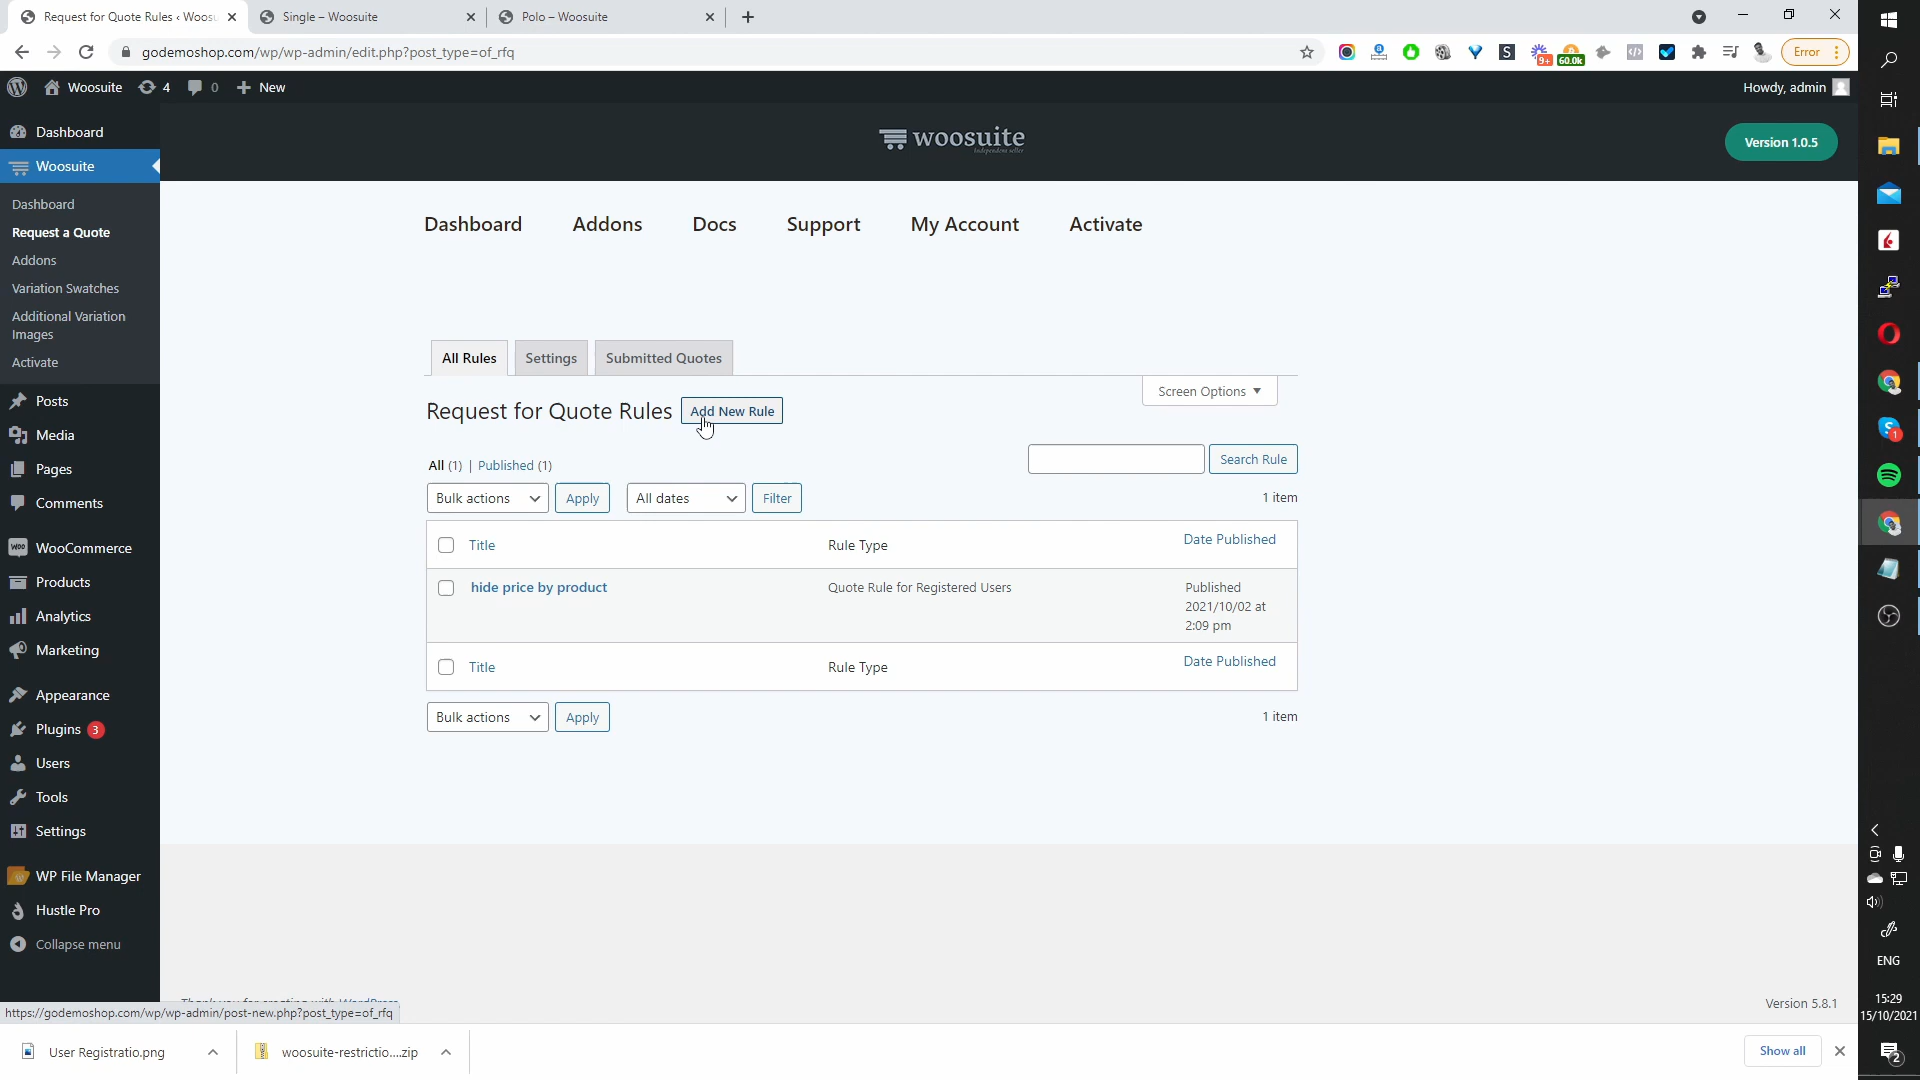 Request for Quote Rules ‹ Woosu
Single – Woosuite
Polo – Woosuite
godemoshop.com/wp/wp-admin/edit.php?post_type=of_rfq
S
9+
60.0k
Error
Woosuite
4
0
New
Howdy, admin
Dashboard
Woosuite
Dashboard
Request a Quote
Addons
Variation Swatches
Additional Variation
Images
Activate
Posts
Media
Pages
Comments
WooCommerce
Products
Analytics
Marketing
Appearance
Plugins 3
Users
Tools
Settings
WP File Manager
Hustle Pro
Collapse menu
woosuite
Independent seller
Version 1.0.5
Dashboard
Addons
Docs
Support
My Account
Activate
All Rules
Settings
Submitted Quotes
Screen Options
Request for Quote Rules
Add New Rule
All (1) | Published (1)
Search Rule
Bulk actions
Apply
All dates
Filter
1 item
Title
Rule Type
Date Published
hide price by product
Quote Rule for Registered Users
Published
2021/10/02 at
2:09 pm
Title
Rule Type
Date Published
Bulk actions
Apply
1 item
Thank you for creating with WordPress.
Version 5.8.1
https://godemoshop.com/wp/wp-admin/post-new.php?post_type=of_rfq
User Registratio.png
woosuite-restrictio....zip
Show all
1
ENG
15:29
15/10/2021
2